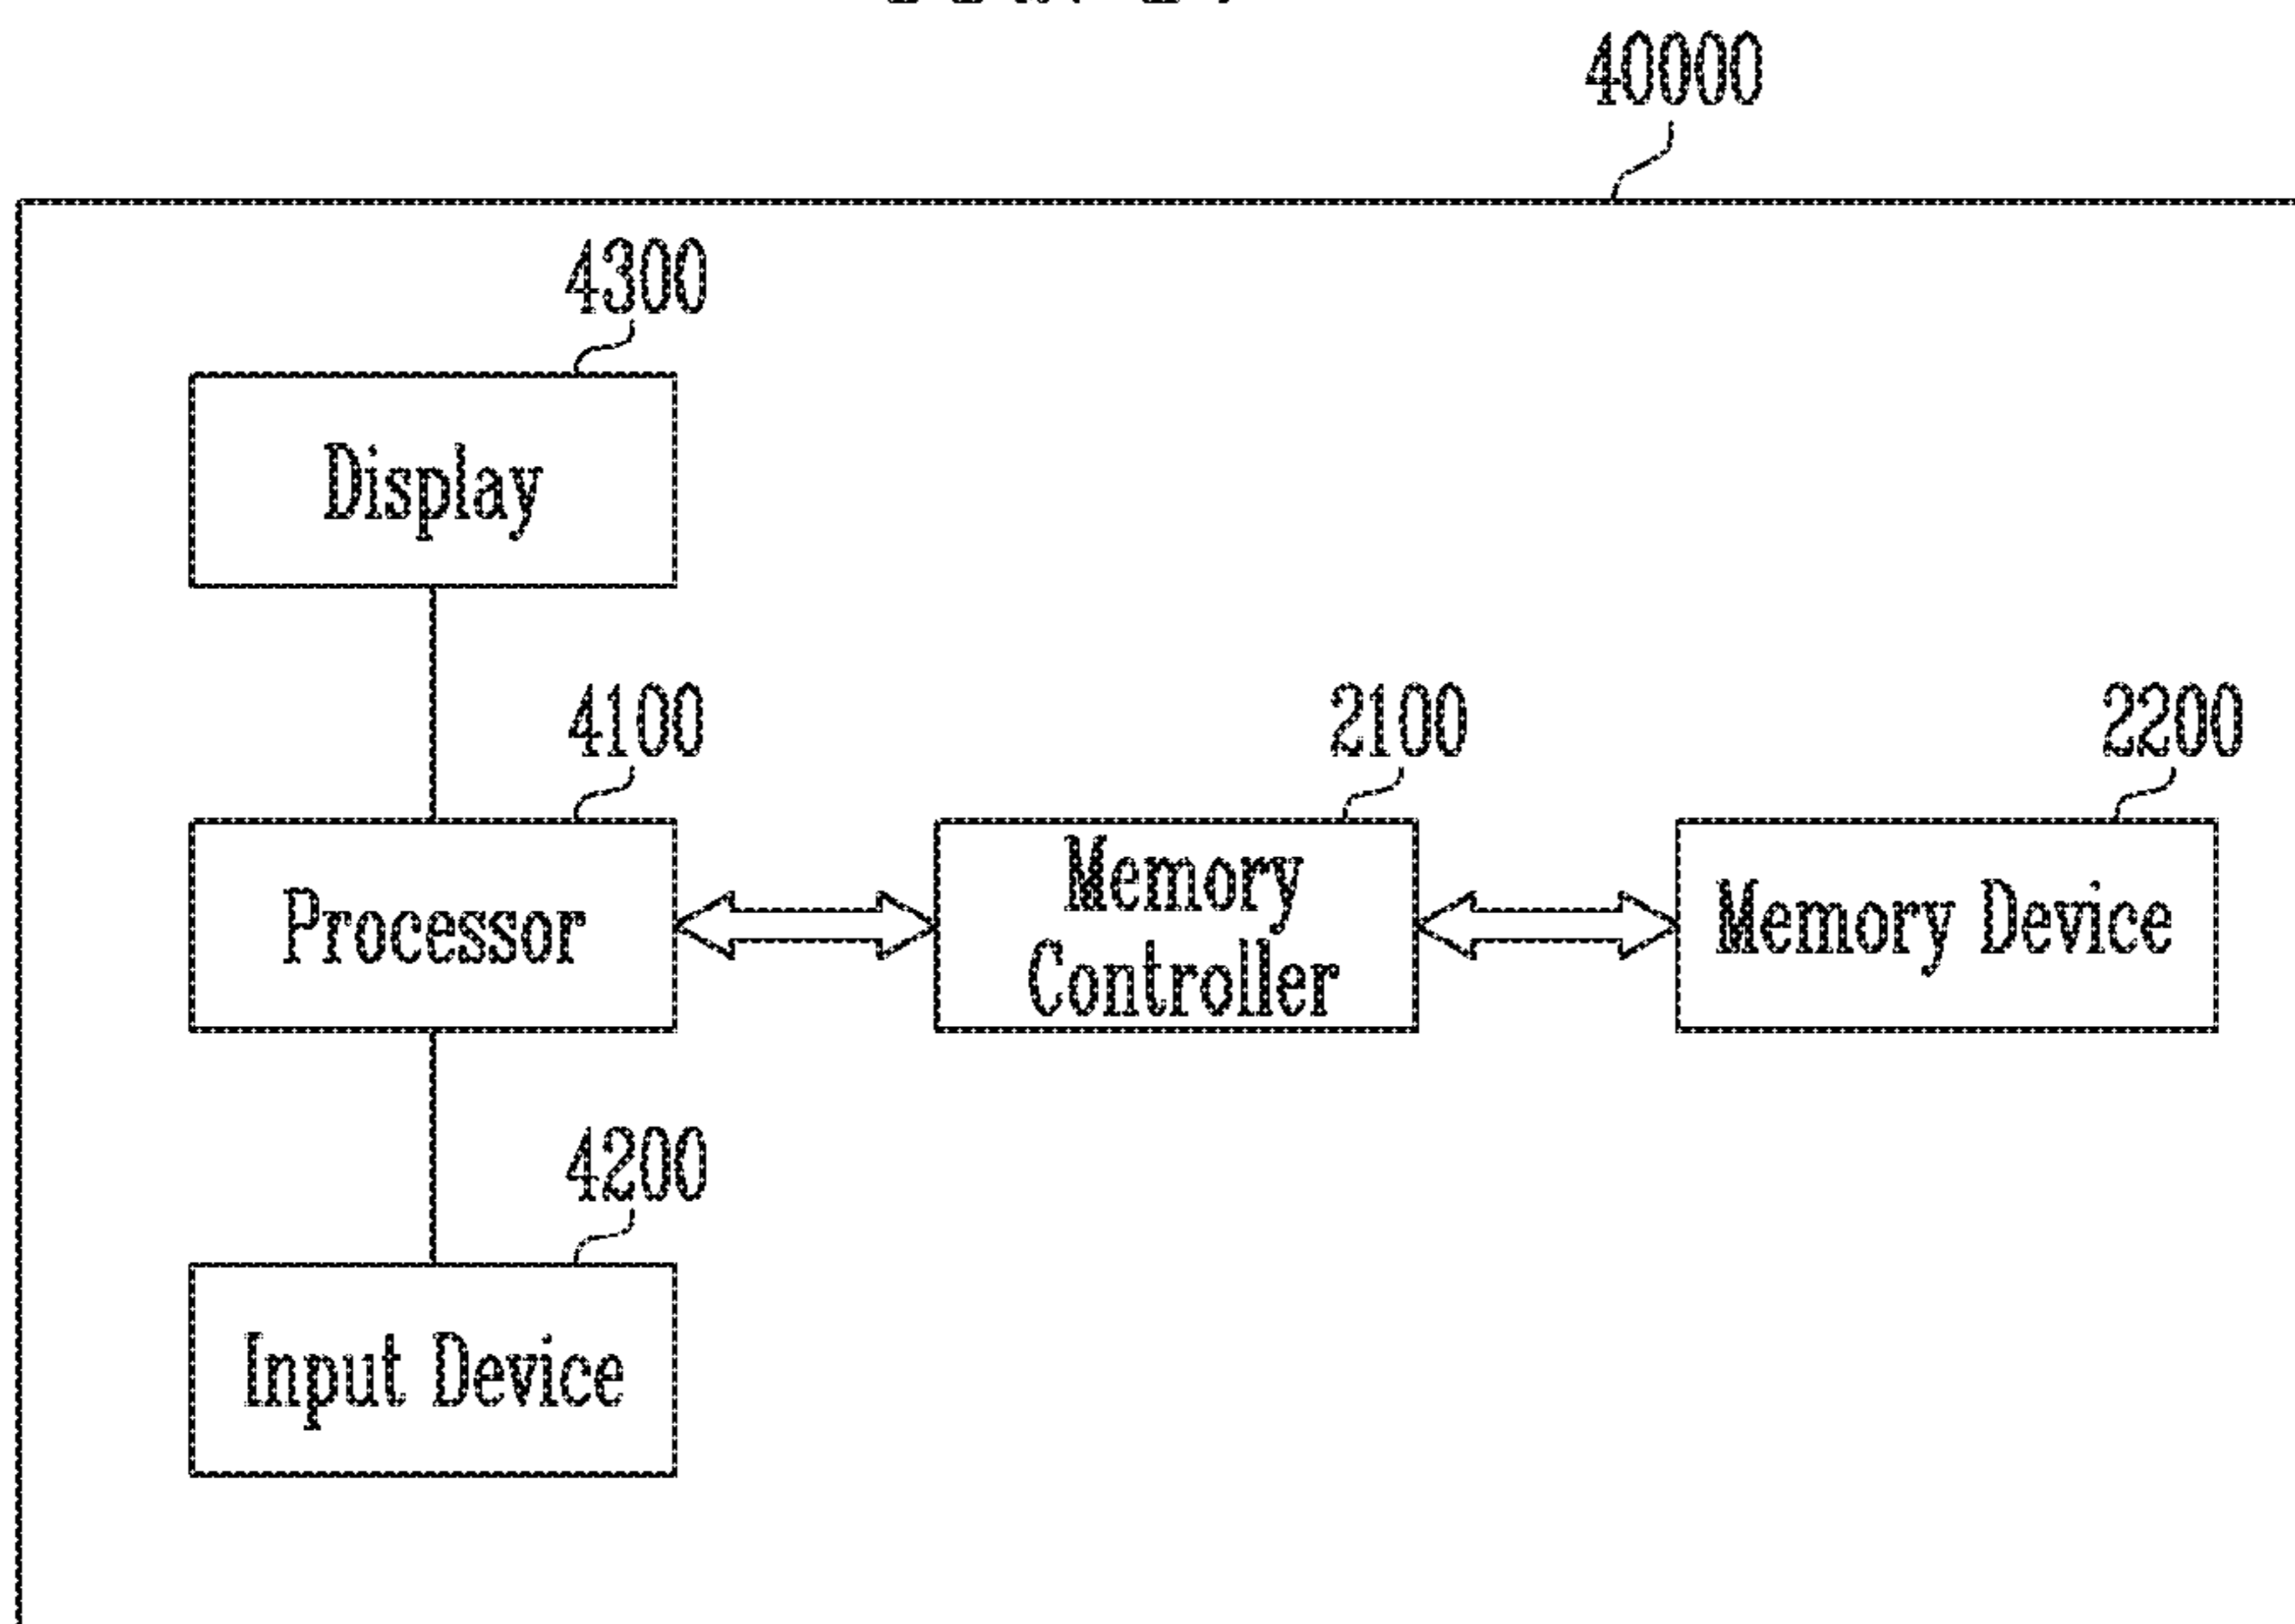 40000
4300
Display
4100
2100
2200
Processor
Memory
Controller
Memory Device
4200
Input Device